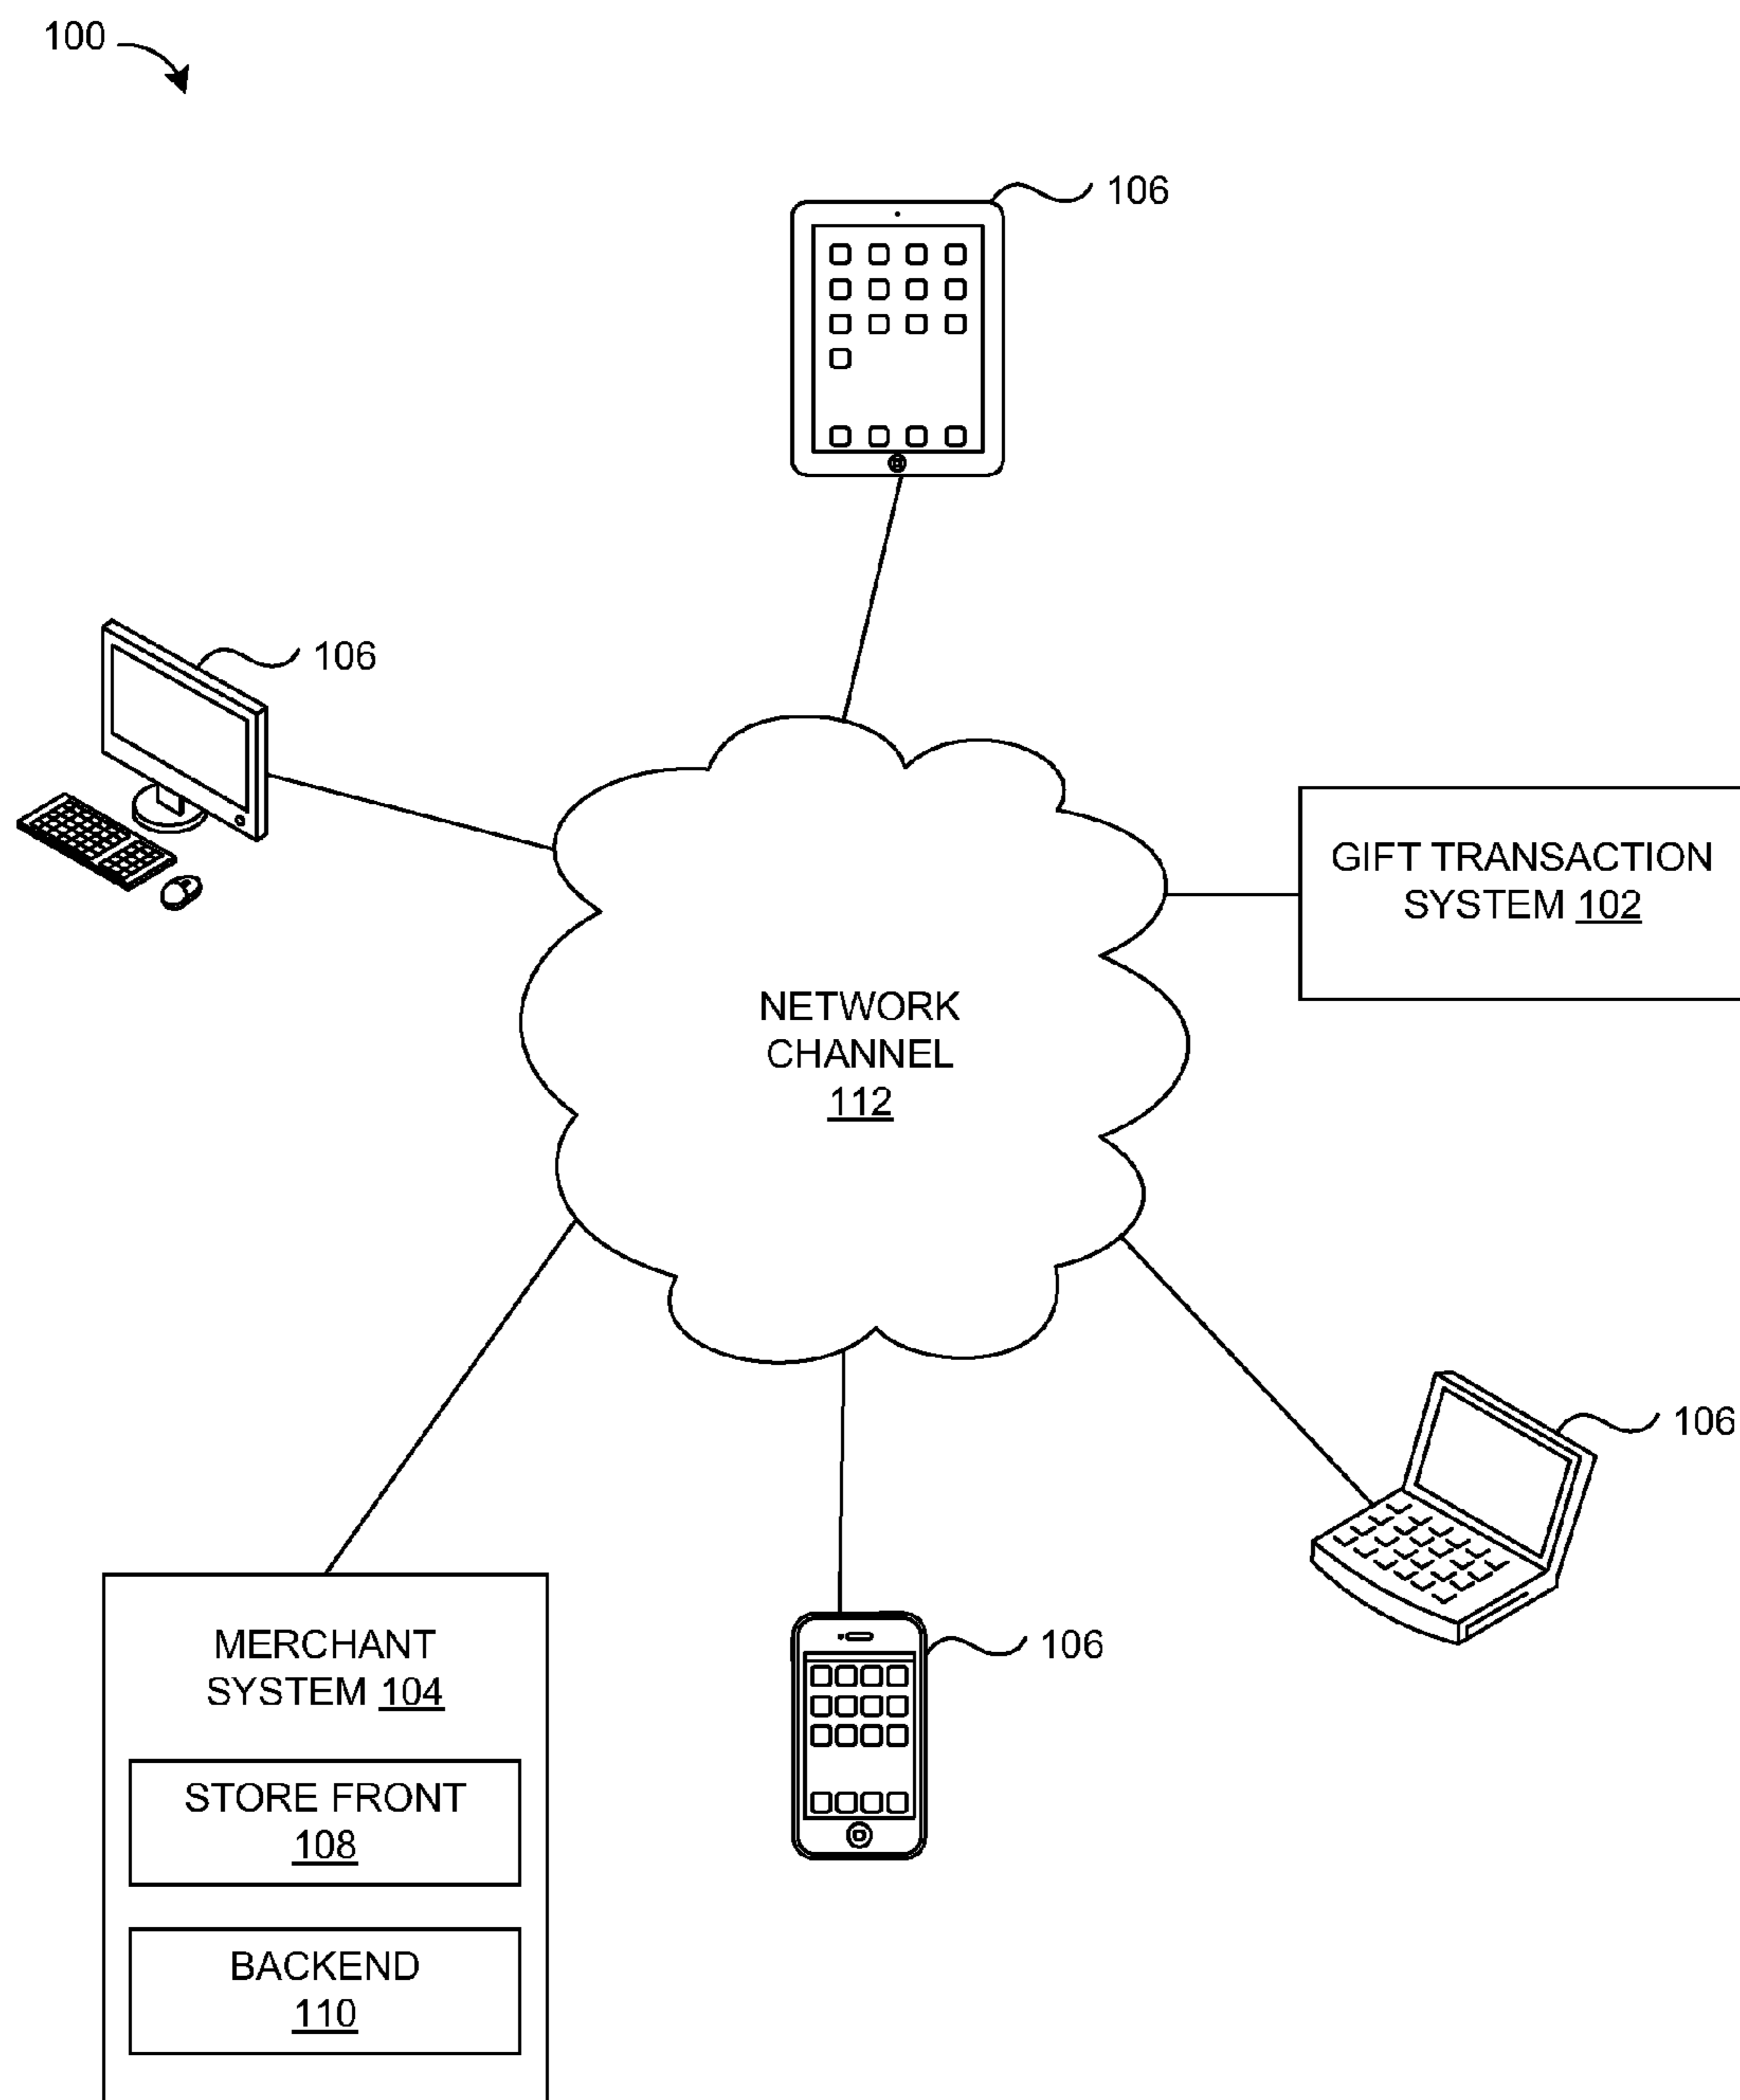 100
106
106
GIFT TRANSACTION
SYSTEM 102
NETWORK
CHANNEL
112
106
MERCHANT
SYSTEM 104
106
STORE FRONT
108
BACKEND
110